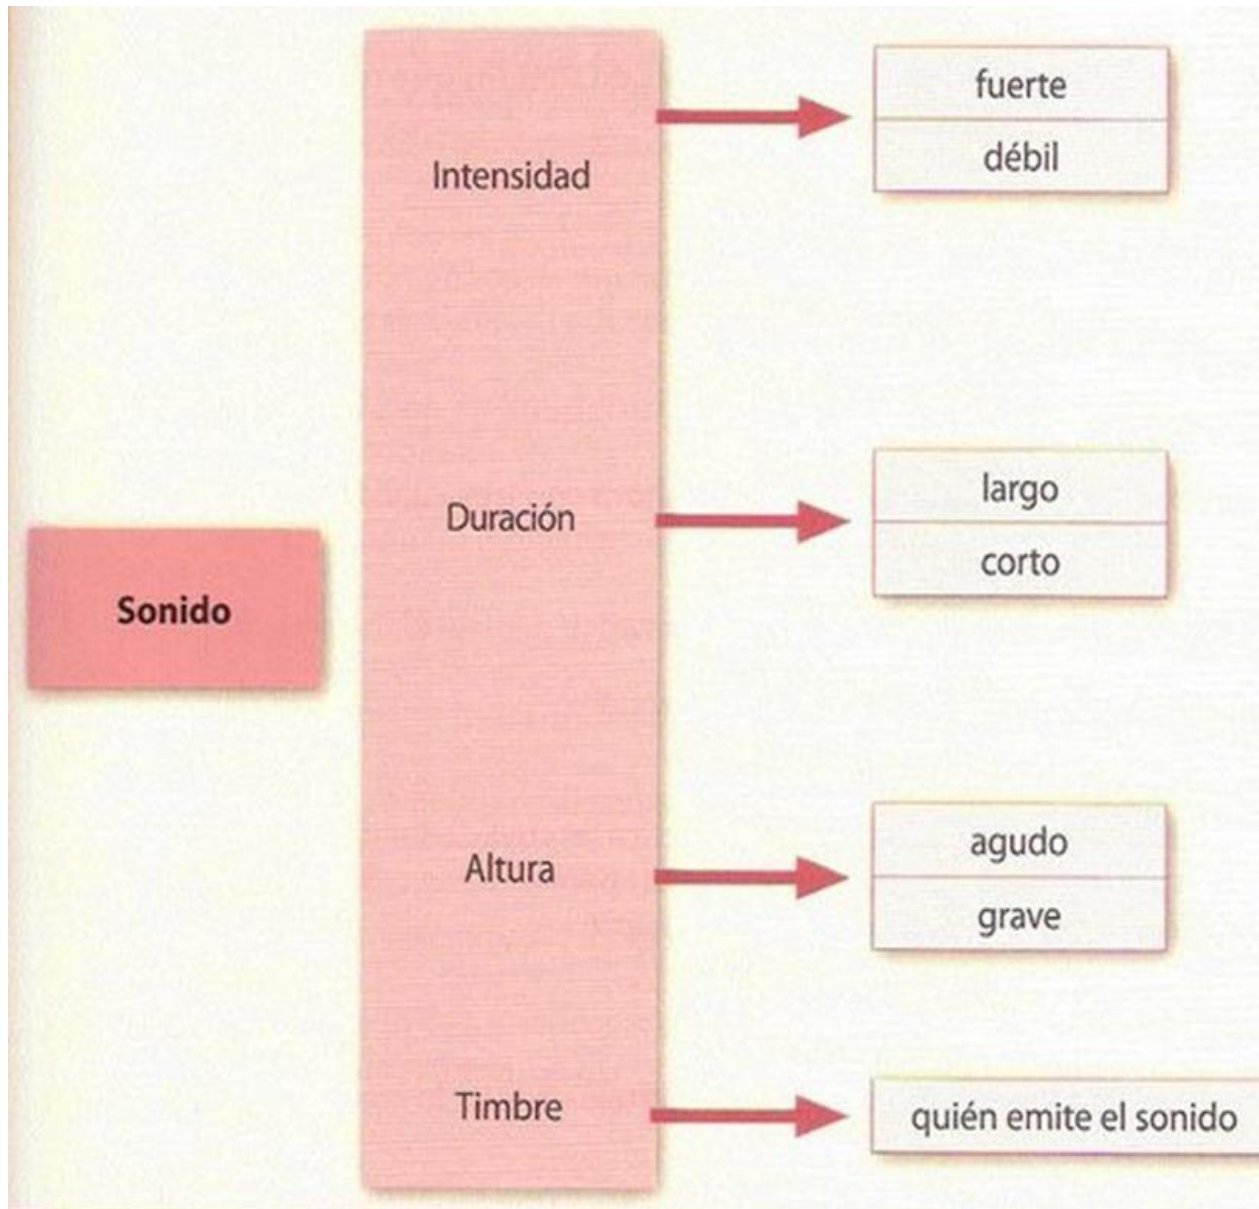 Sonido
Intensidad
fuerte
débil
Duración
largo
corto
Altura
agudo
grave
Timbre
quién emite el sonido